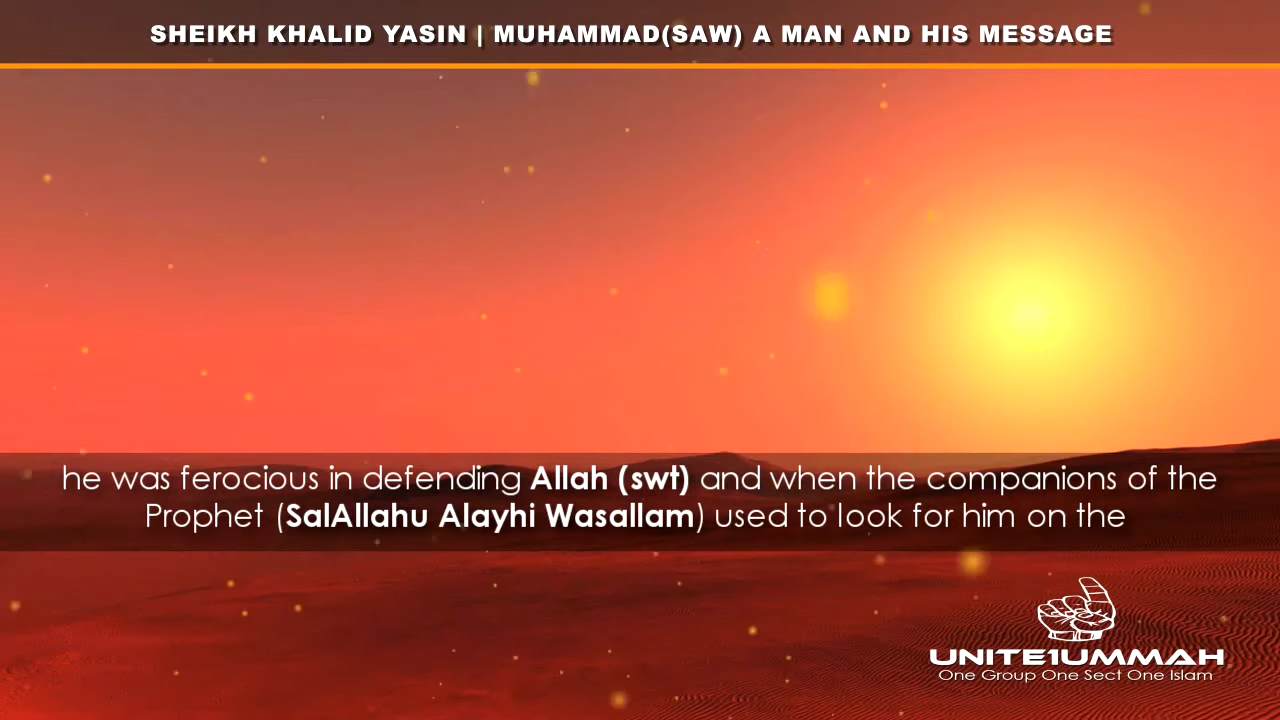 SHEIKH KHALID YASIN | MUHAMMAD(SAW) A MAN AND HIS MESSAGE
he was ferocious in defending Allah (swt) and when the companions of the
Prophet (SalAllahu Alayhi Wasallam) used to look for him on the
UNITE1UMMAH
One Group One Sect One Islam